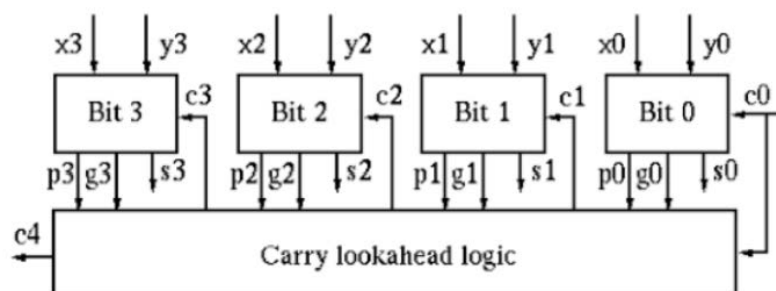 x3 y3 x2 y2 x1 y1 x0 y0
Bit 3 c3 Bit 2 c2 Bit 1 c1 Bit 0 c0
p3 g3 s3 p2 g2 s2 p1 g1 s1 p0 g0 s0
c4
Carry lookahead logic